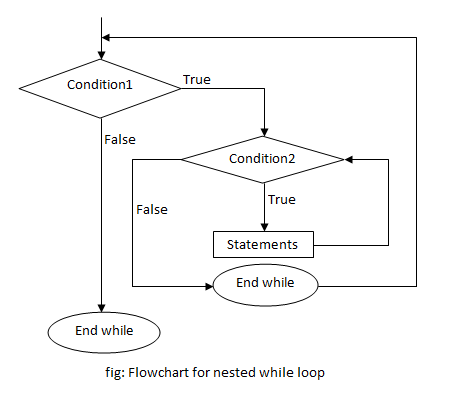 Condition1
True
False
Condition2
True
False
Statements
End while
End while
fig: Flowchart for nested while loop